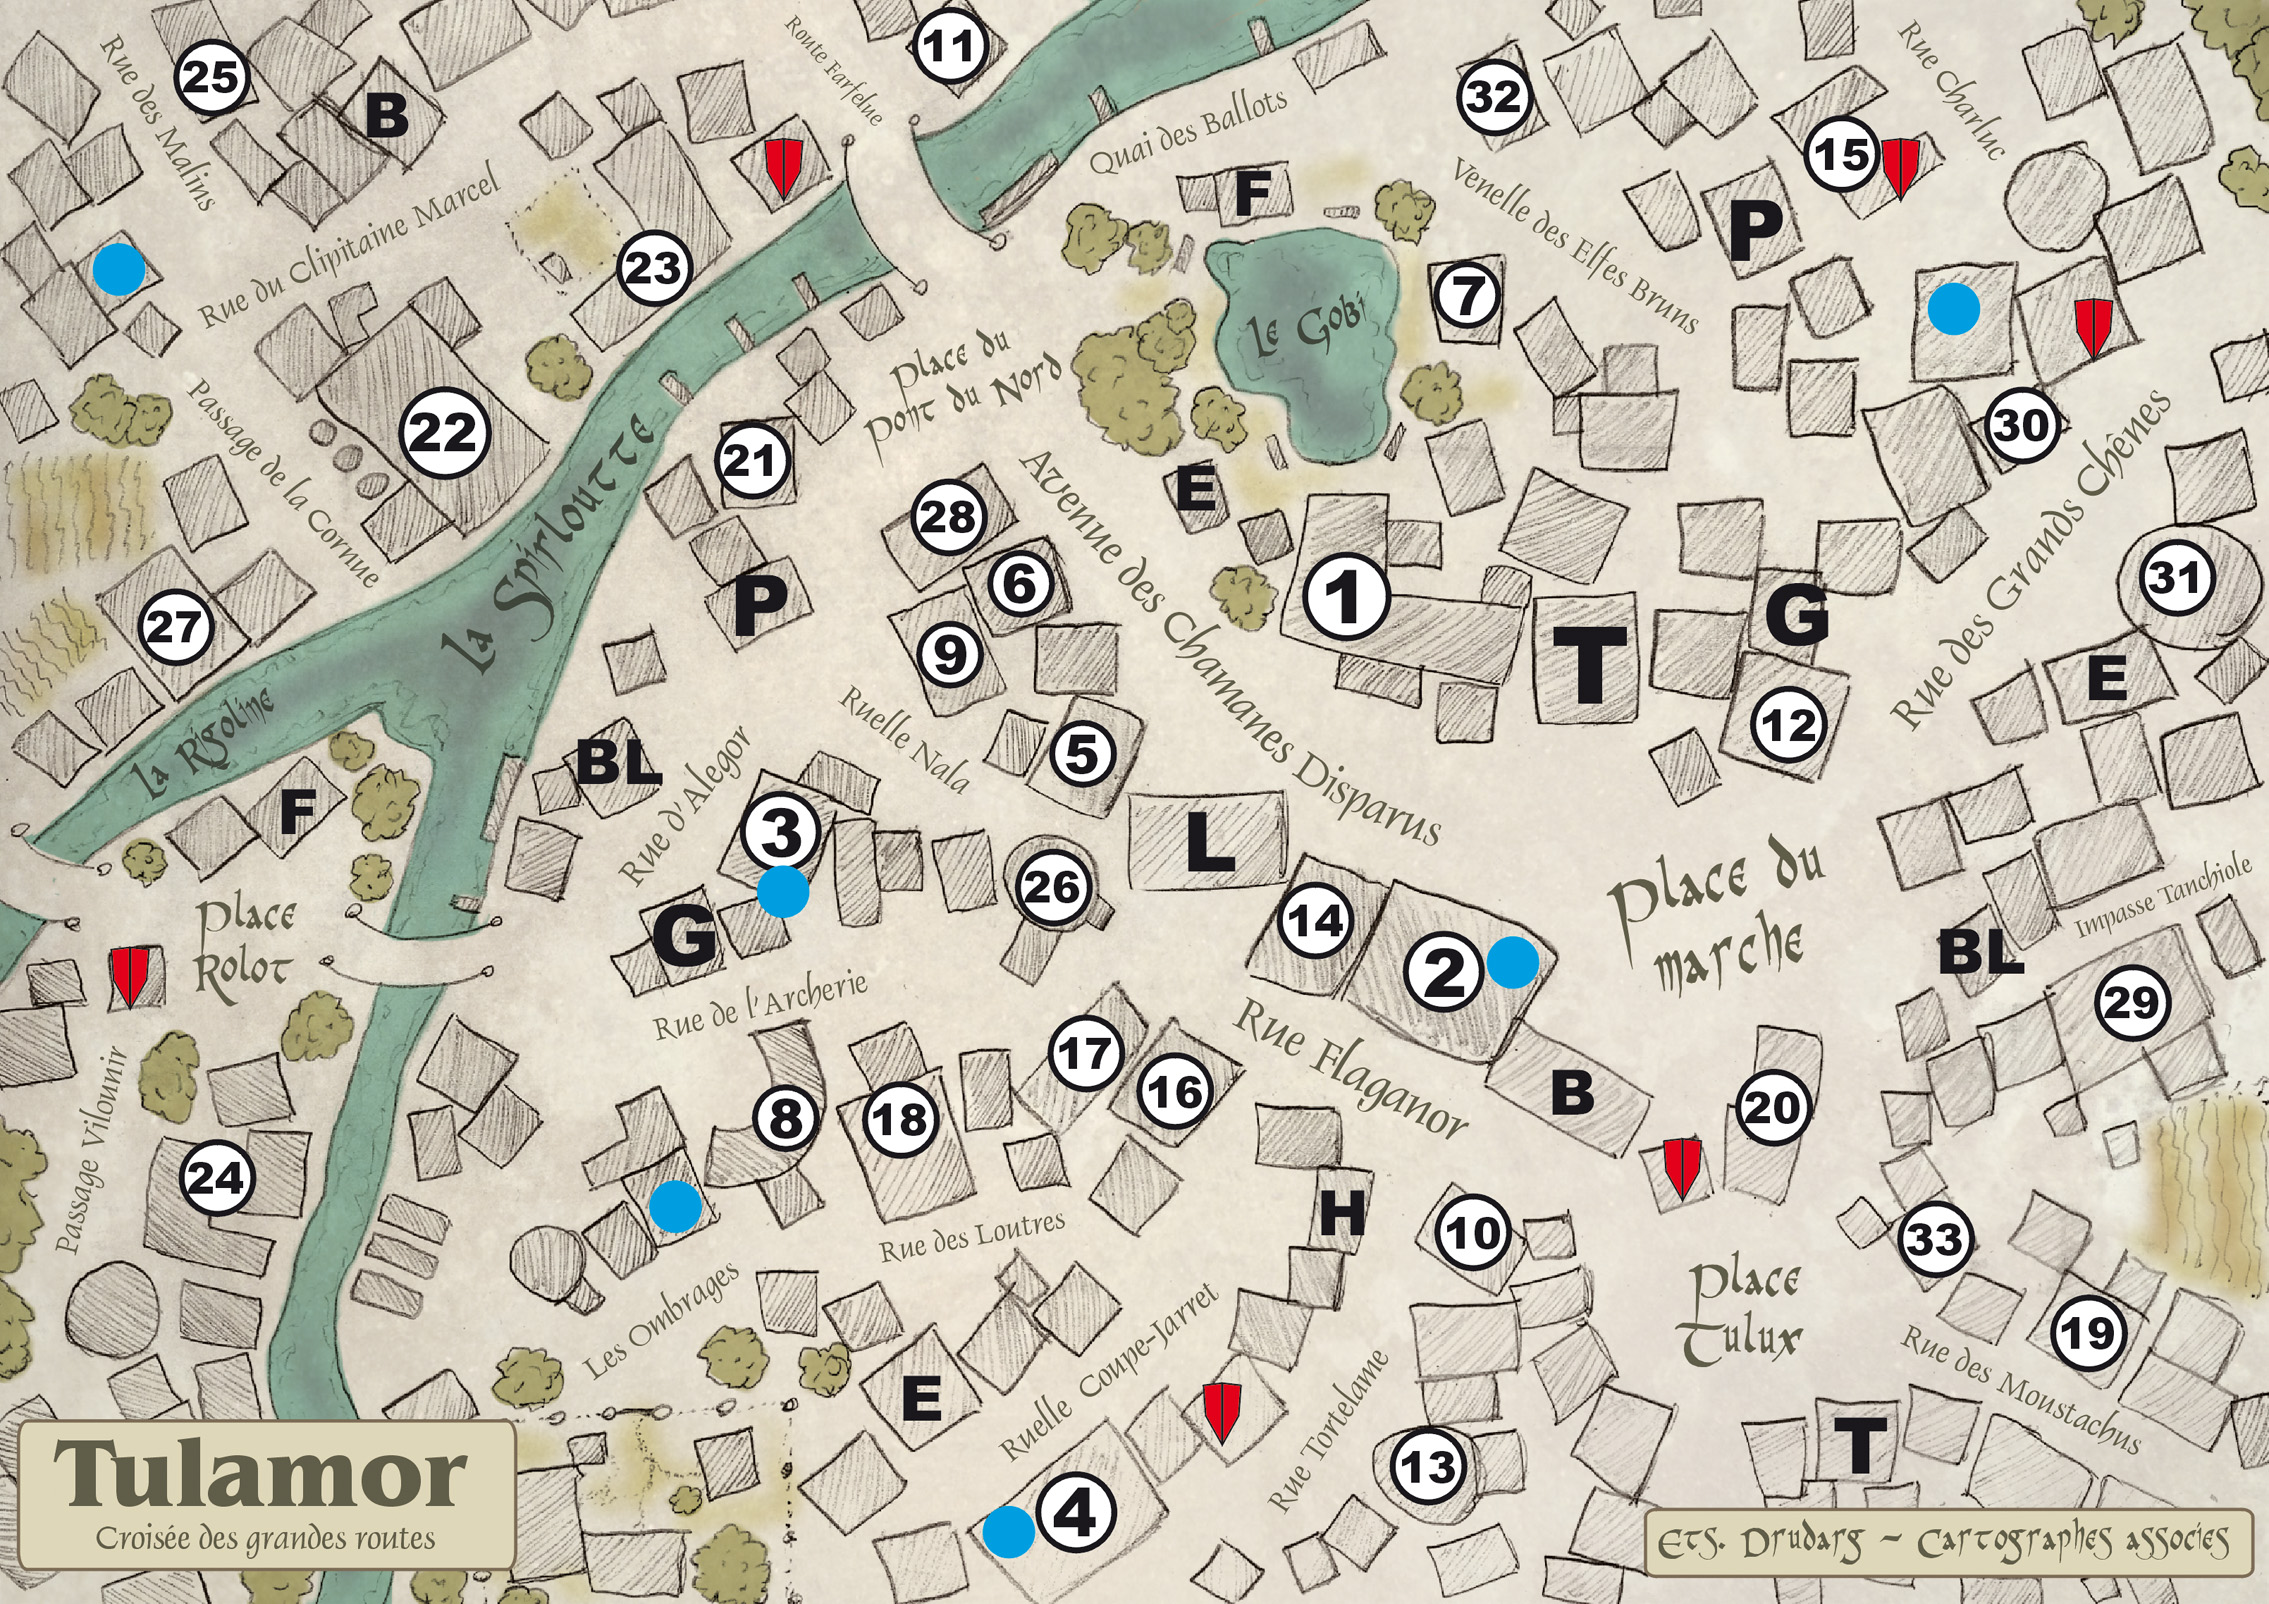 Rue des Malins
25
B
Route Farfelue
11
Quai des Ballots
32
Rue Charluc
15
P
Venelle des Elfes Bruns
F
Rue du Clipitaine Marcel
23
Le Gobi
7
Place du
Pont du Nord
22
Passage de la Cornue
La Spirloutte
21
30
Rue des Grands Chênes
28
E
Avenue des Chamanes Disparus
6
1
31
27
P
9
T
G
12
E
La Rigoline
Ruelle Nala
5
BL
Rue d'Alegor
F
3
L
Place du
marche
26
14
2
Impasse Tanchiole
BL
29
Place
Rolot
G
Rue de l'Archerie
17
16
Rue Flaganor
B
20
Passage Vilounir
8
18
24
H
10
33
Rue des Loutres
Les Ombrages
Place
Tulux
19
Rue des Moustachus
E
Ruelle Coupe-Jarret
Rue Tortelame
13
T
4
Tulamor
Croisée des grandes routes
Ets. Drudarg - Cartographes associés